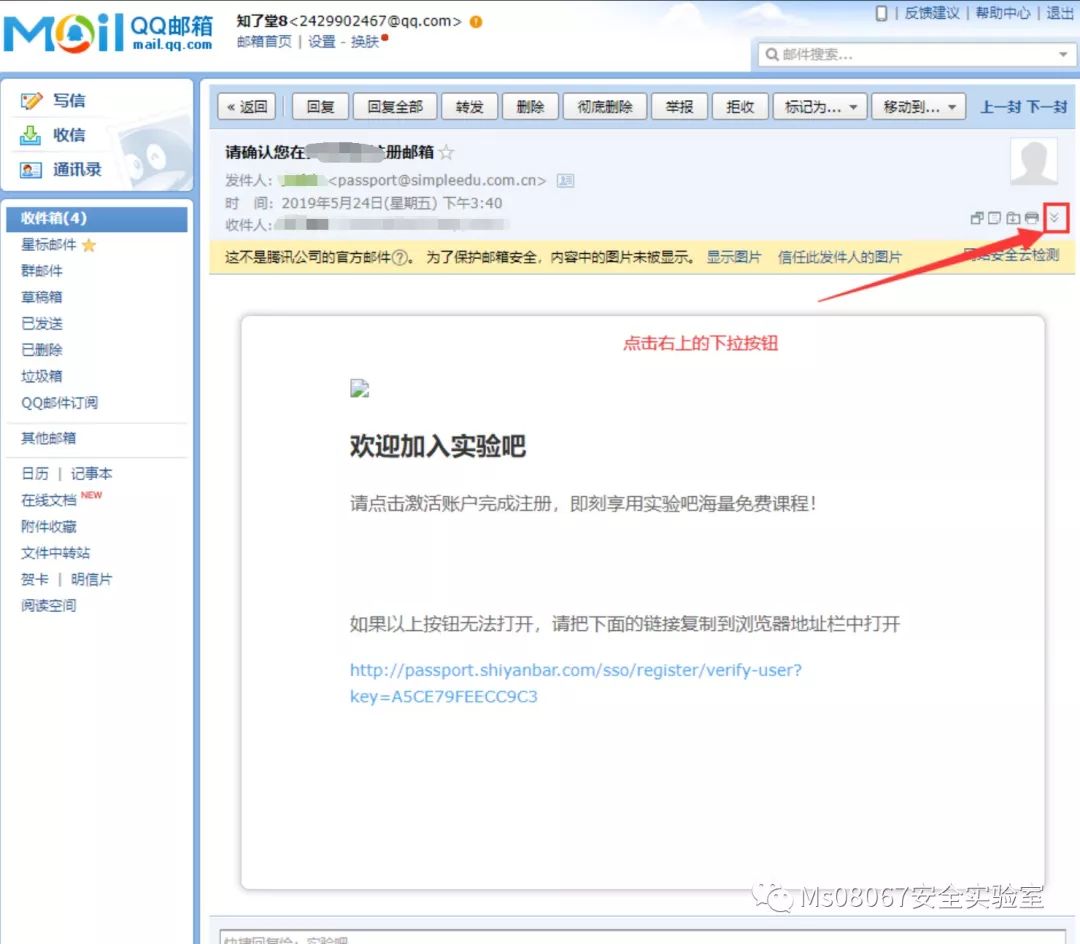 Mail QQ邮箱 mail.qq.com
知了堂8<2429902467@qq.com>
邮箱首页 | 设置 - 换肤
| 反馈建议 | 帮助中心 | 退出
邮件搜索...
写信
收信
通讯录
收件箱(4)
星标邮件
群邮件
草稿箱
已发送
已删除
垃圾箱
QQ邮件订阅
其他邮箱
日历 | 记事本
在线文档 NEW
附件收藏
文件中转站
贺卡 | 明信片
阅读空间
« 返回 回复 回复全部 转发 删除 彻底删除 举报 拒收 标记为... 移动到... 上一封 下一封
请确认您在 册邮箱
发件人: <passport@simpleedu.com.cn>
时 间: 2019年5月24日(星期五) 下午3:40
收件人:
这不是腾讯公司的官方邮件?。 为了保护邮箱安全，内容中的图片未被显示。 显示图片 信任此发件人的图片 安全云检测
点击右上的下拉按钮
欢迎加入实验吧
请点击激活账户完成注册，即刻享用实验吧海量免费课程！
如果以上按钮无法打开，请把下面的链接复制到浏览器地址栏中打开
http://passport.shiyanbar.com/sso/register/verify-user?
key=A5CE79FEECC9C3
Ms08067安全实验室
快捷回复给：实验吧